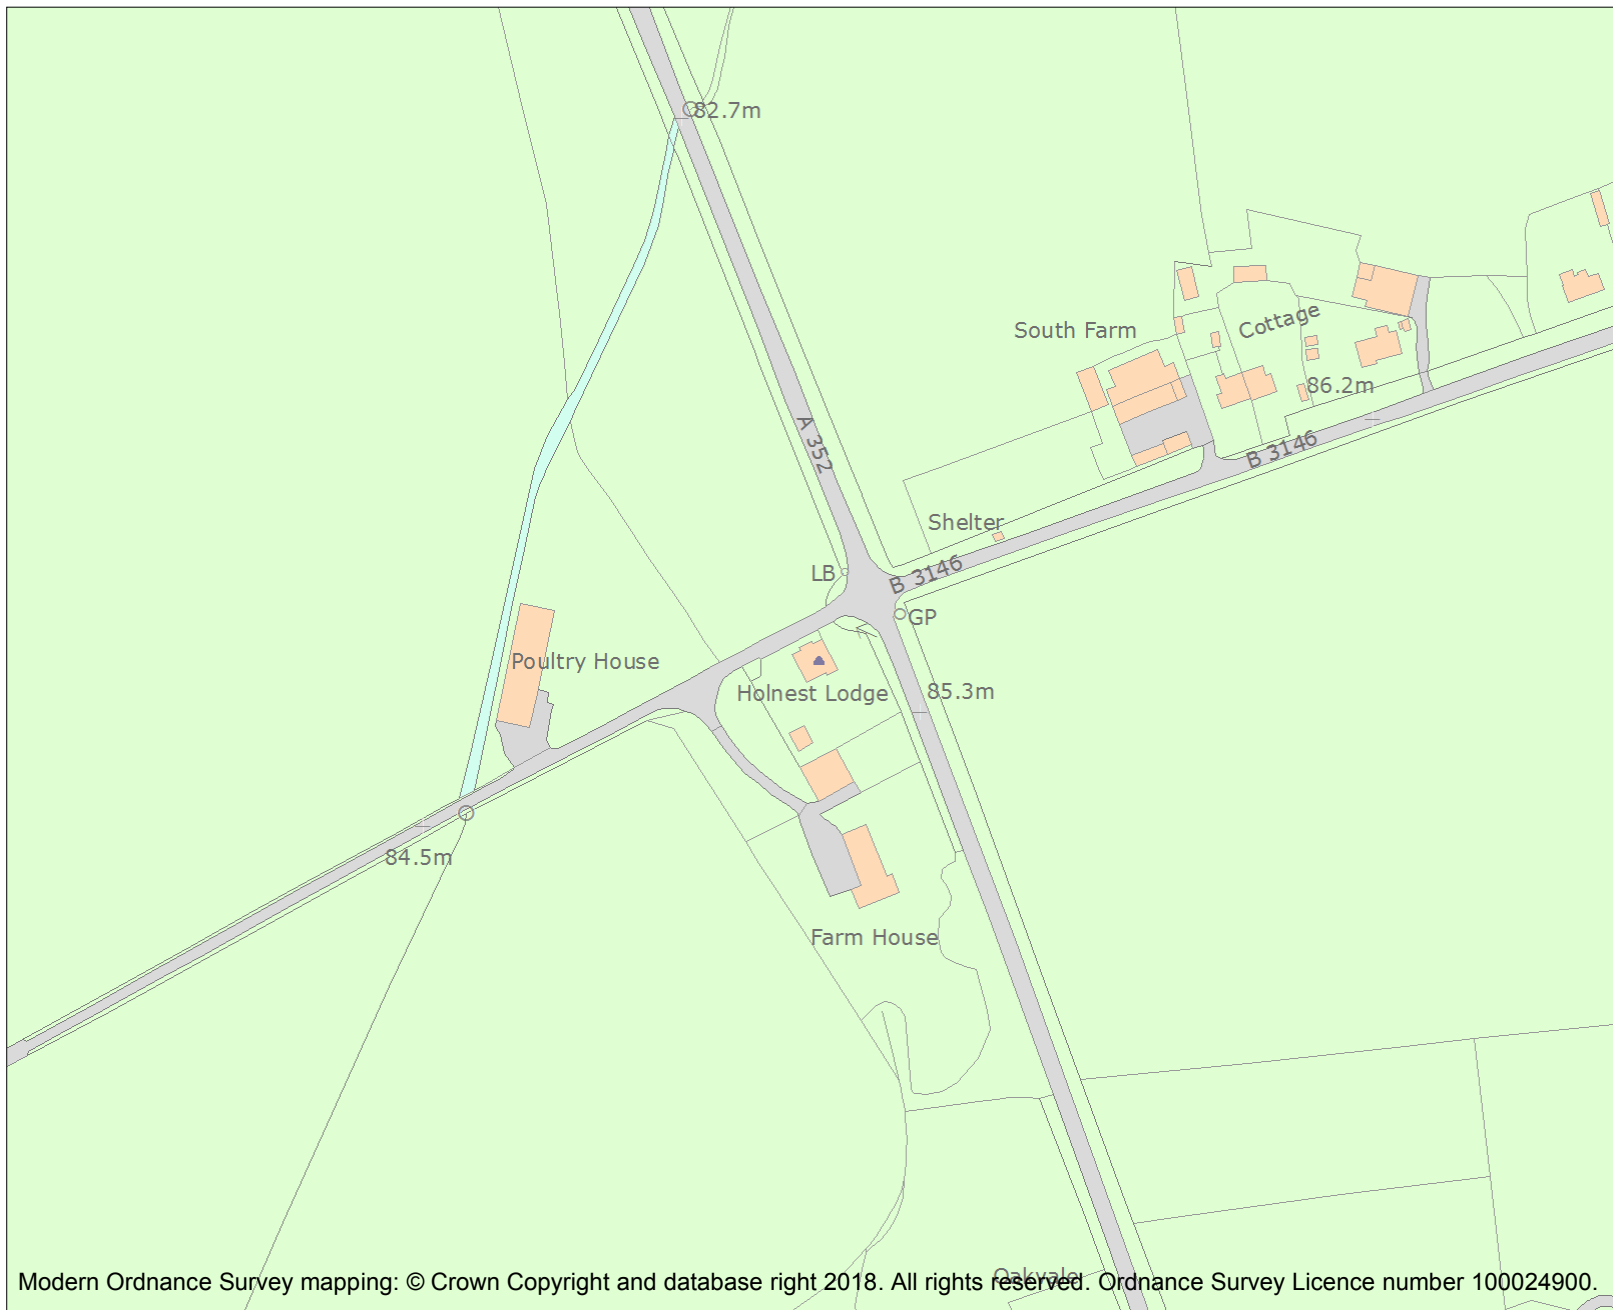 82.7m
South Farm
Cottage
86.2m
A 352
B 3146
Shelter
LB
B 3146
GP
Poultry House
Holnest Lodge
85.3m
84.5m
Farm House
Oakvale
Modern Ordnance Survey mapping: © Crown Copyright and database right 2018. All rights reserved. Ordnance Survey Licence number 100024900.